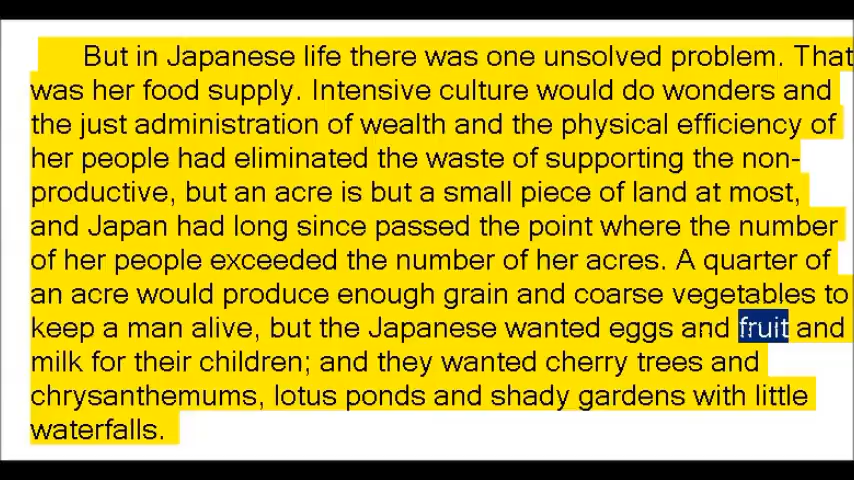 But in Japanese life there was one unsolved problem. That
was her food supply. Intensive culture would do wonders and
the just administration of wealth and the physical efficiency of
her people had eliminated the waste of supporting the non-
productive, but an acre is but a small piece of land at most,
and Japan had long since passed the point where the number
of her people exceeded the number of her acres. A quarter of
an acre would produce enough grain and coarse vegetables to
keep a man alive, but the Japanese wanted eggs and fruit and
milk for their children; and they wanted cherry trees and
chrysanthemums, lotus ponds and shady gardens with little
waterfalls.